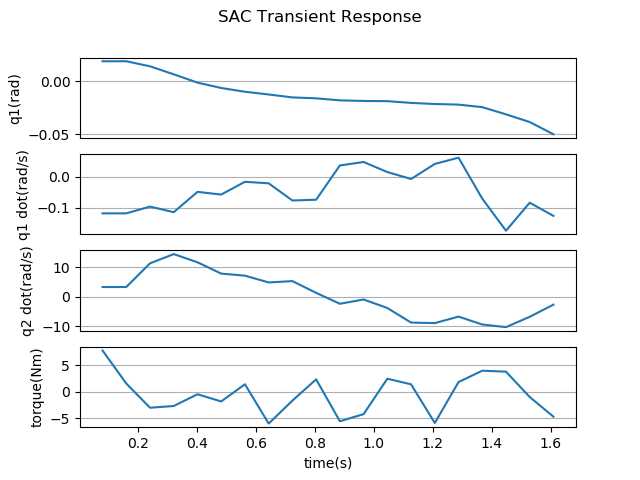 SAC Transient Response
q1(rad)
0.00
−0.05
q1 dot(rad/s)
0.0
−0.1
q2 dot(rad/s)
10
0
−10
torque(Nm)
5
0
−5
0.2 0.4 0.6 0.8 1.0 1.2 1.4 1.6
time(s)